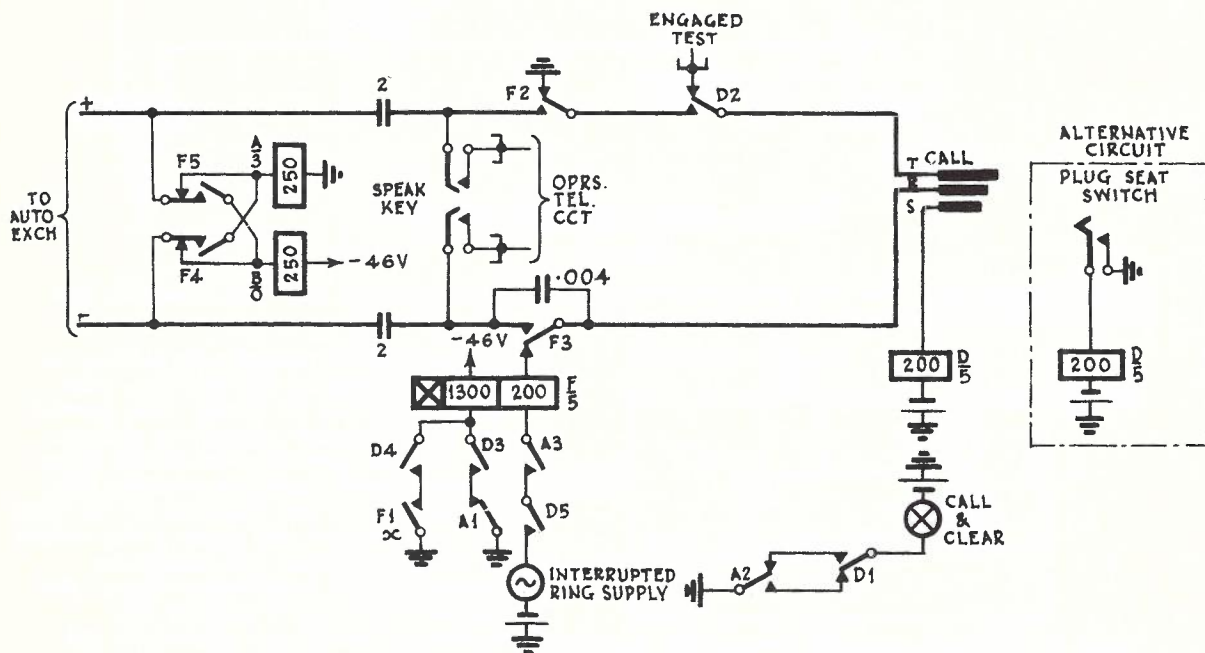 ENGAGED
TEST
+
2
F2
D2
A
3
F5
250
SPEAK
KEY
OPRS.
TEL.
CCT
TO
AUTO
EXCH
F4
B
O
250
-46V
T CALL
R
S
ALTERNATIVE
CIRCUIT
PLUG SEAT
SWITCH
-
2
.004
-46V
F3
1300
200
F
5
200
D
5
200
D
5
D4
D3
A3
F1
x
A1
D5
CALL
&
CLEAR
INTERRUPTED
RING SUPPLY
A2
D1